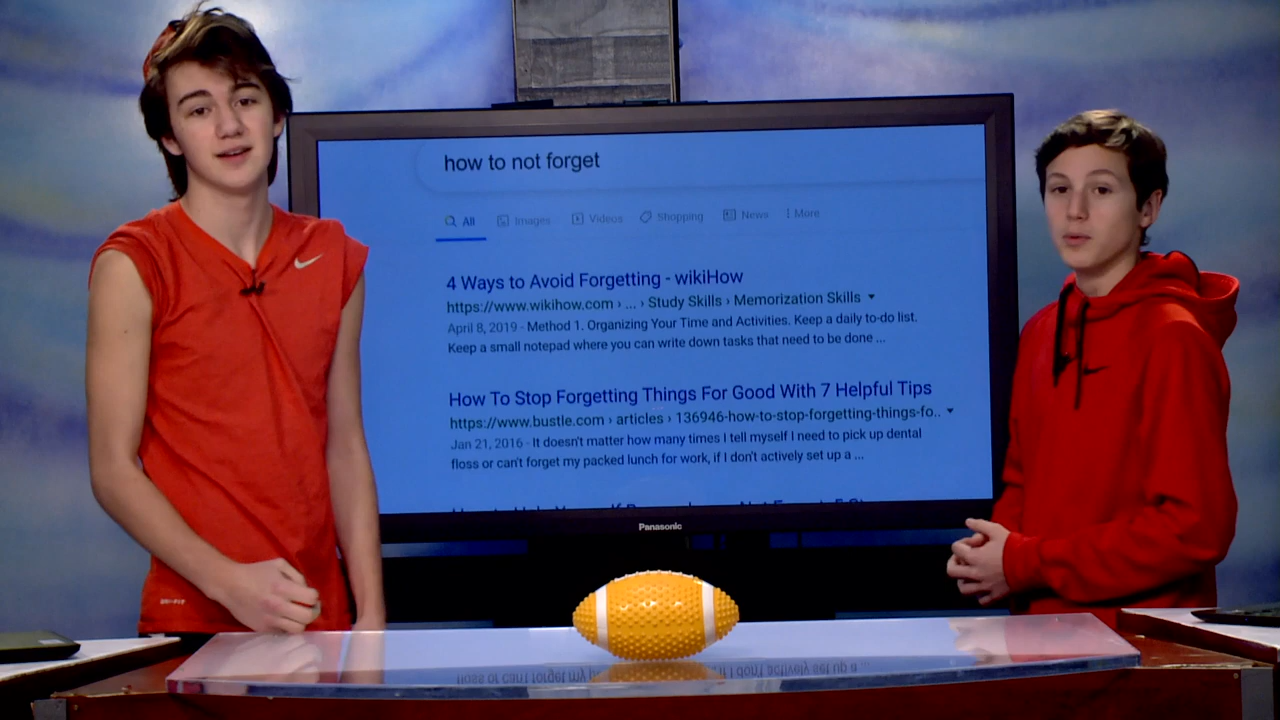 how to not forget
All Images Videos Shopping News More
4 Ways to Avoid Forgetting - wikiHow
https://www.wikihow.com › ... › Study Skills › Memorization Skills
April 8, 2019 - Method 1. Organizing Your Time and Activities. Keep a daily to-do list.
Keep a small notepad where you can write down tasks that need to be done ...
How To Stop Forgetting Things For Good With 7 Helpful Tips
https://www.bustle.com › articles › 136946-how-to-stop-forgetting-things-fo..
Jan 21, 2016 - It doesn't matter how many times I tell myself I need to pick up dental
floss or can't forget my packed lunch for work, if I don't actively set up a ...
Panasonic
DRI-FIT